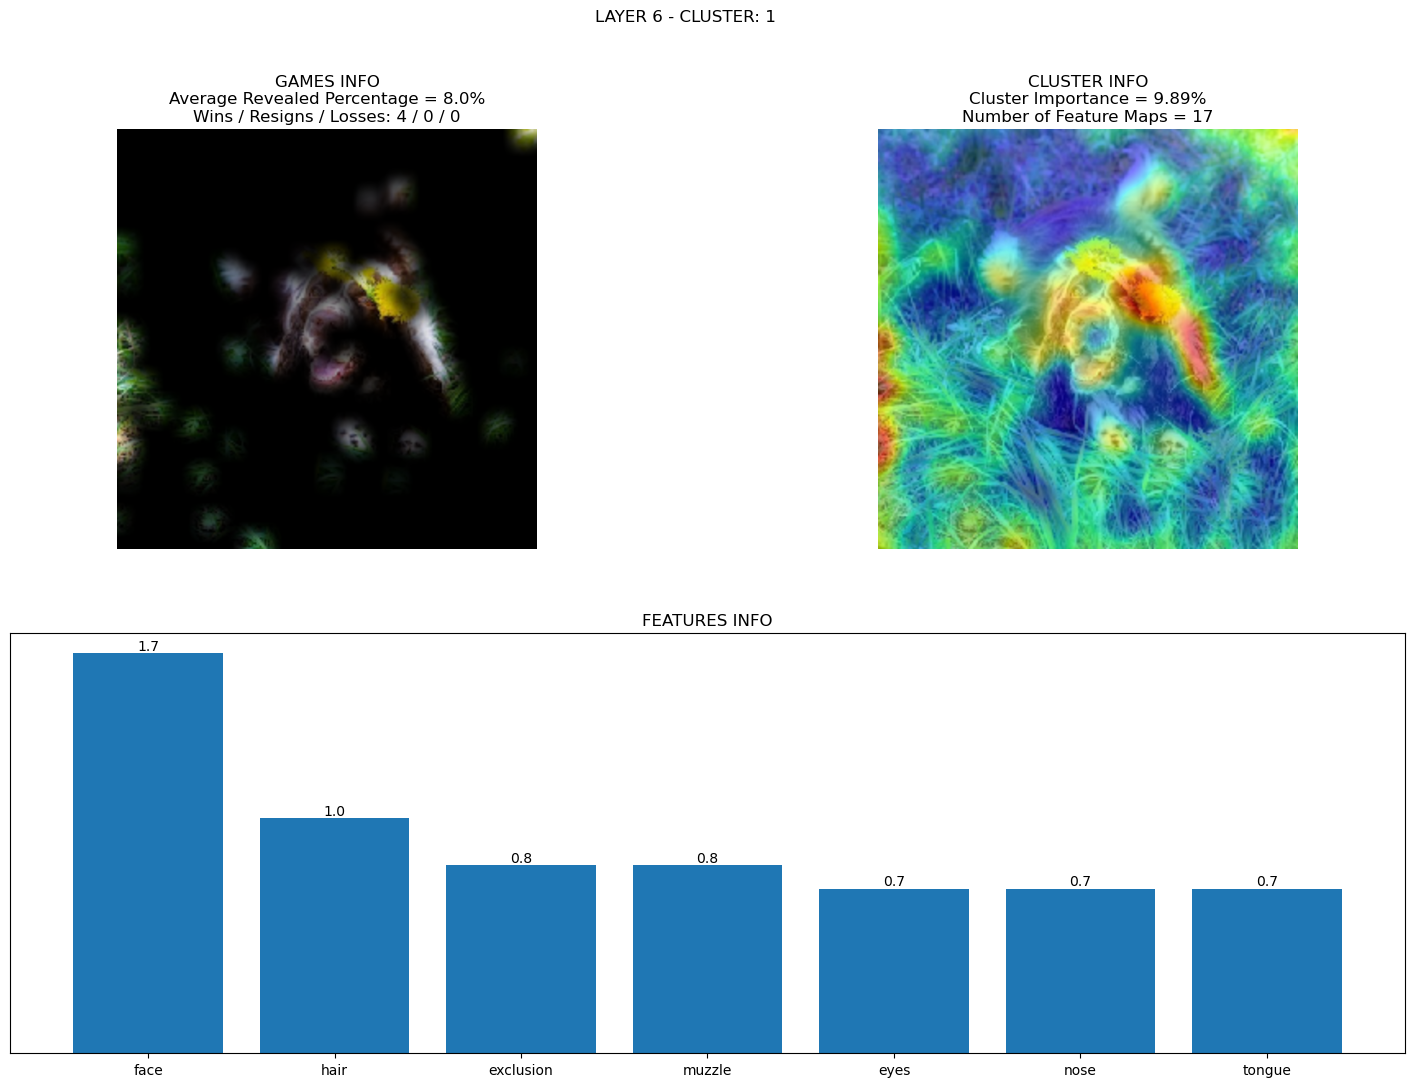 LAYER 6 - CLUSTER: 1
GAMES INFO
Average Revealed Percentage = 8.0%
Wins / Resigns / Losses: 4 / 0 / 0
CLUSTER INFO
Cluster Importance = 9.89%
Number of Feature Maps = 17
FEATURES INFO
1.7
1.0
0.8
0.8
0.7
0.7
0.7
face
hair
exclusion
muzzle
eyes
nose
tongue